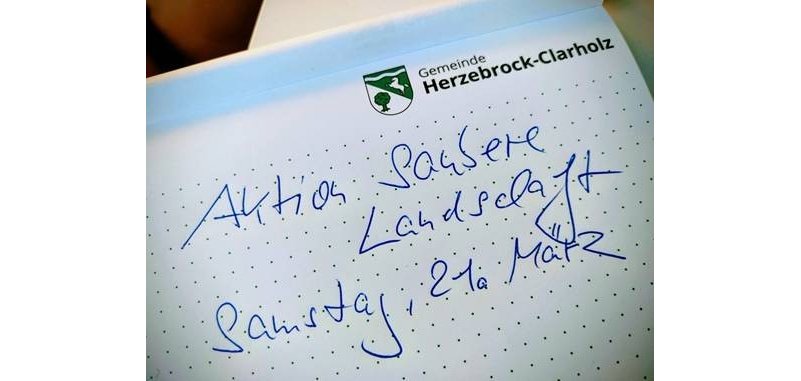 Gemeinde
Herzebrock-Clarholz
Aktion Saubere
Landschaft
Samstag, 21. März